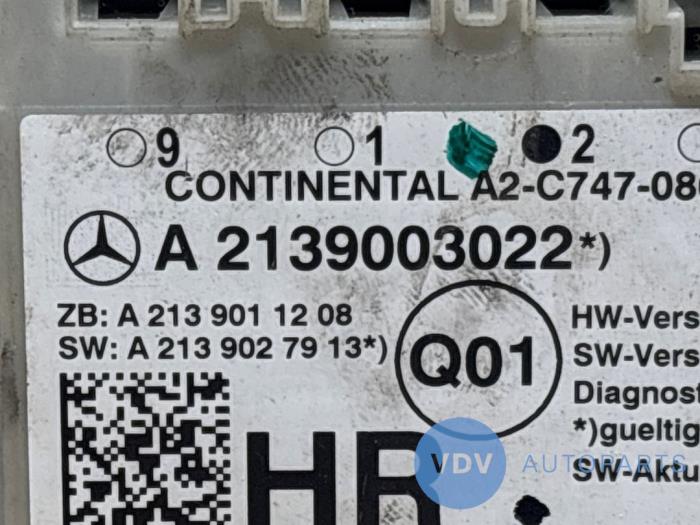 9 1 2
CONTINENTAL A2-C747-08
A 2139003022*)
ZB: A 213 901 12 08
SW: A 213 902 79 13*)
Q01
HW-Vers
SW-Vers
Diagnos
*)gueltig
SW-Aktu
HR
VDV AUTOPARTS